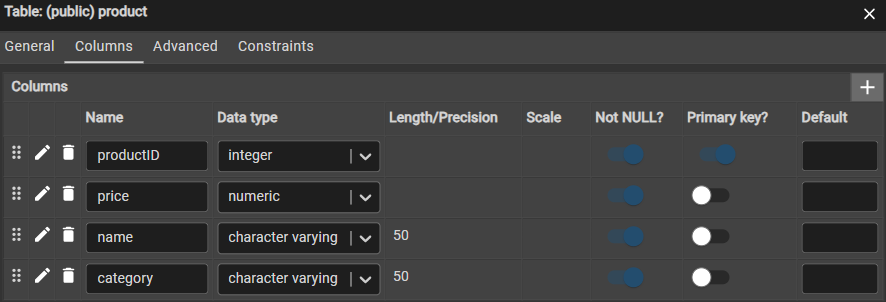 Table: (public) product
General Columns Advanced Constraints
Columns
Name Data type Length/Precision Scale Not NULL? Primary key? Default
productID integer
price numeric
name character varying 50
category character varying 50